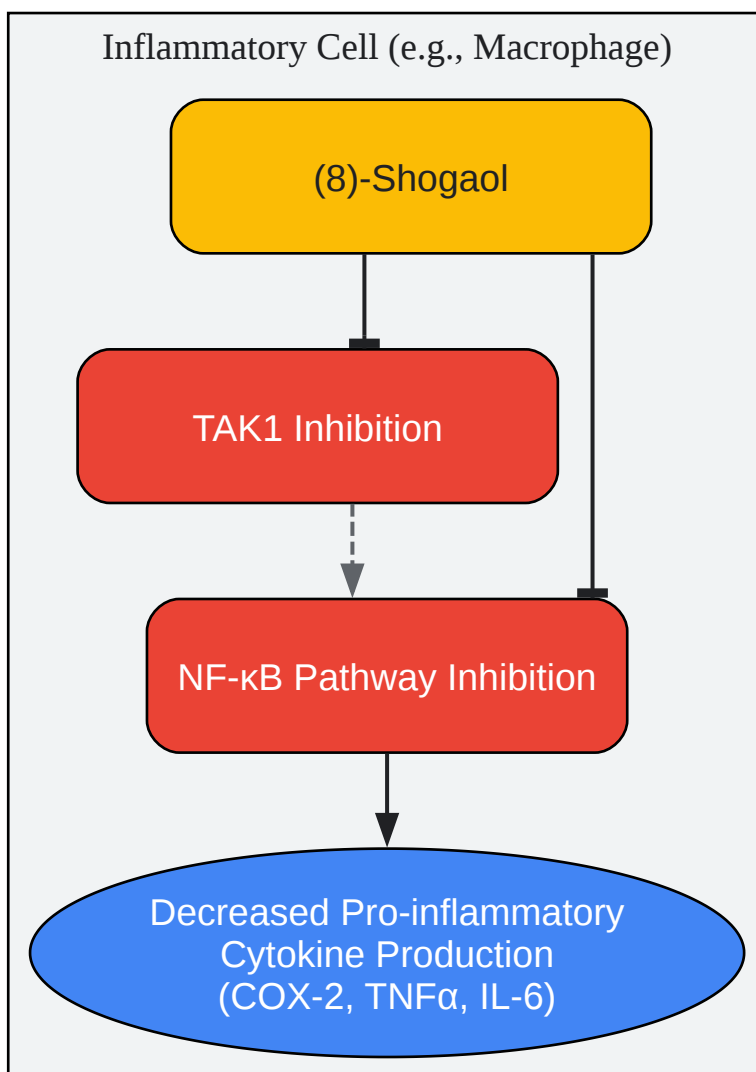 Inflammatory Cell (e.g., Macrophage)
(8)-Shogaol
TAK1 Inhibition
NF-κB Pathway Inhibition
Decreased Pro-inflammatory
Cytokine Production
(COX-2, TNFα, IL-6)